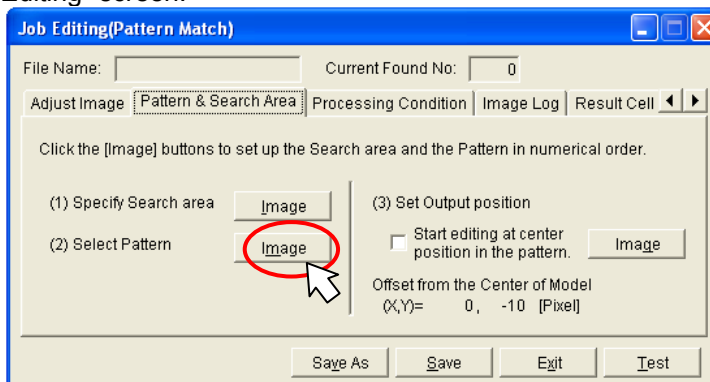 Editing" screen.
Job Editing(Pattern Match)
File Name: Current Found No: 0
Adjust Image Pattern & Search Area Processing Condition Image Log Result Cell
Click the [Image] buttons to set up the Search area and the Pattern in numerical order.
(1) Specify Search area Image
(2) Select Pattern Image
(3) Set Output position
Start editing at center
position in the pattern. Image
Offset from the Center of Model
(X,Y)= 0, -10 [Pixel]
Save As Save Exit Test